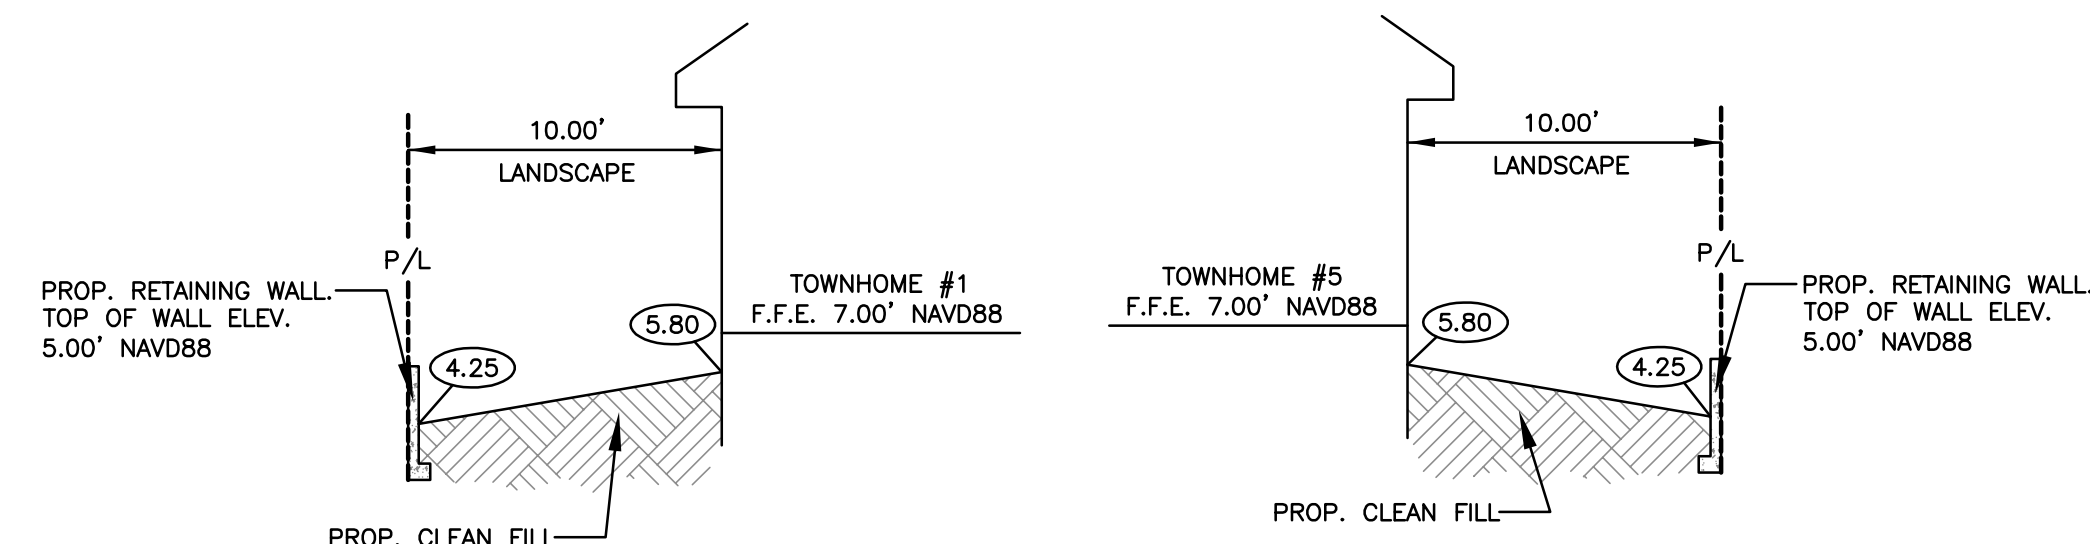 10.00'
LANDSCAPE
P/L
PROP. RETAINING WALL.
TOP OF WALL ELEV.
5.00' NAVD88
4.25
5.80
TOWNHOME #1
F.F.E. 7.00' NAVD88
PROP. CLEAN FILL
10.00'
LANDSCAPE
P/L
TOWNHOME #5
F.F.E. 7.00' NAVD88
5.80
4.25
PROP. RETAINING WALL.
TOP OF WALL ELEV.
5.00' NAVD88
PROP. CLEAN FILL